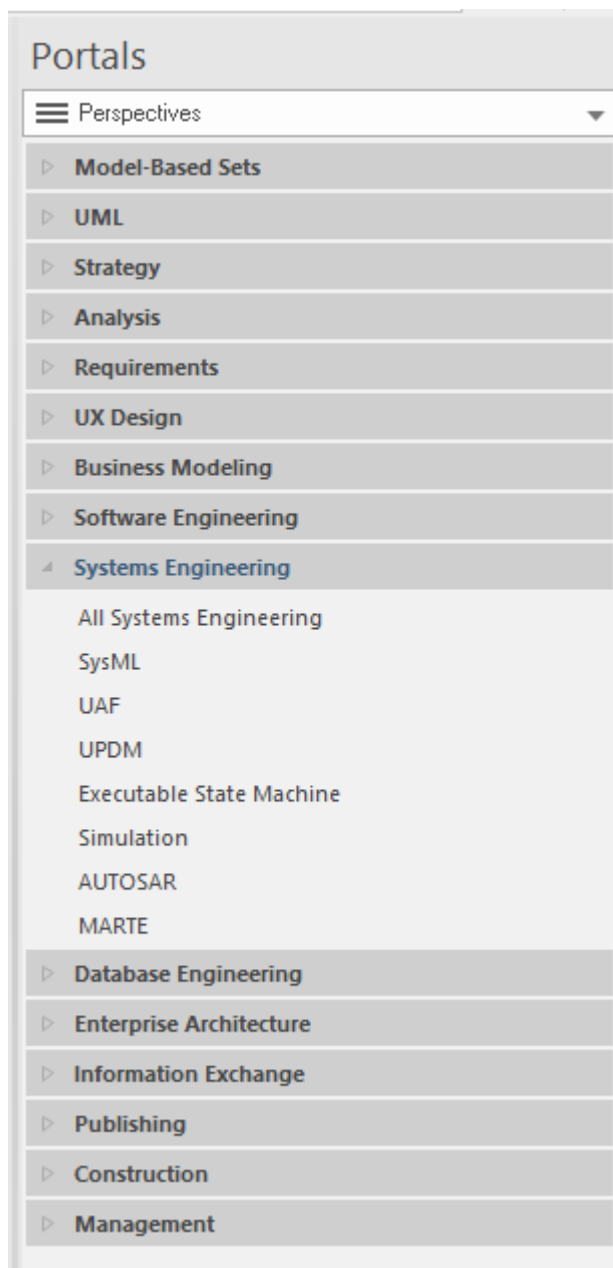 Portals
Perspectives
Model-Based Sets
UML
Strategy
Analysis
Requirements
UX Design
Business Modeling
Software Engineering
Systems Engineering
All Systems Engineering
SysML
UAF
UPDM
Executable State Machine
Simulation
AUTOSAR
MARTE
Database Engineering
Enterprise Architecture
Information Exchange
Publishing
Construction
Management